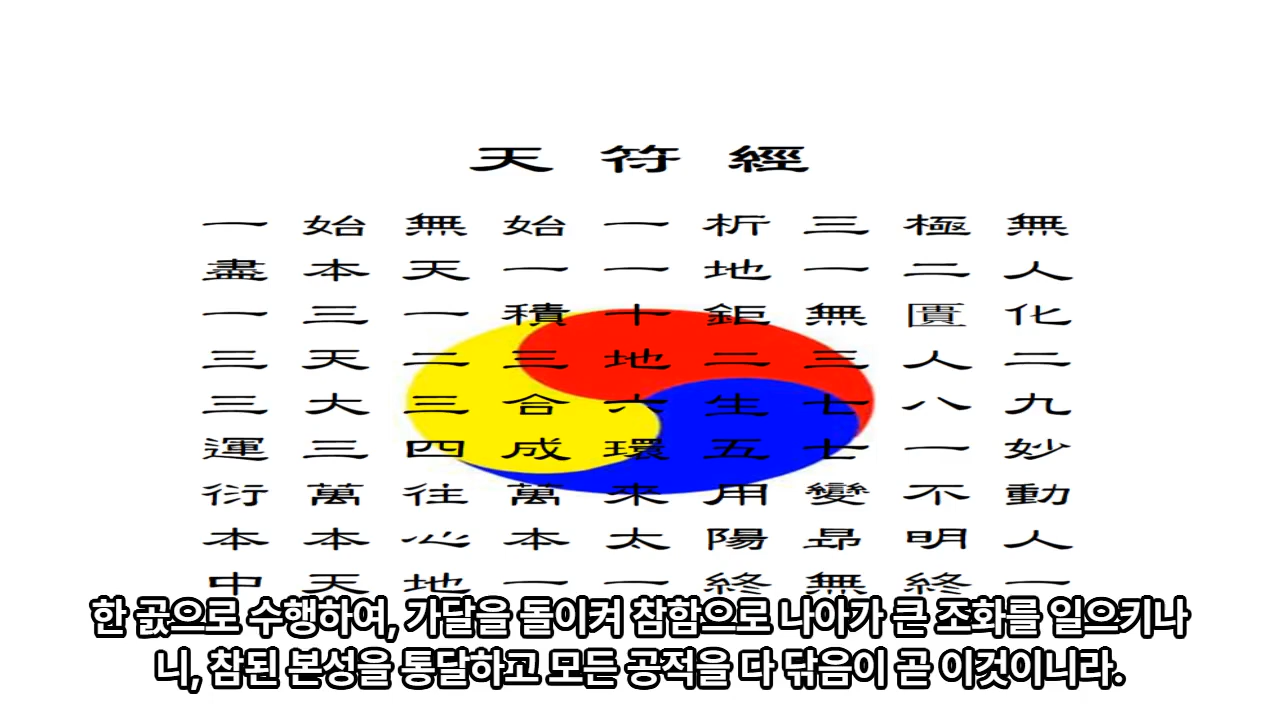 天符經
一始無始一析三極無
盡本天一一地一二人
一三一積十鉅無匱化
三天二三地二三人二
三大三合六生七八九
運三四成環五七一妙
衍萬往萬來用變不動
本本心本太陽昻明人
中天地一一終無終一
한 곬으로 수행하여, 가달을 돌이켜 참함으로 나아가 큰 조화를 일으키나
니, 참된 본성을 통달하고 모든 공적을 다 닦음이 곧 이것이니라.